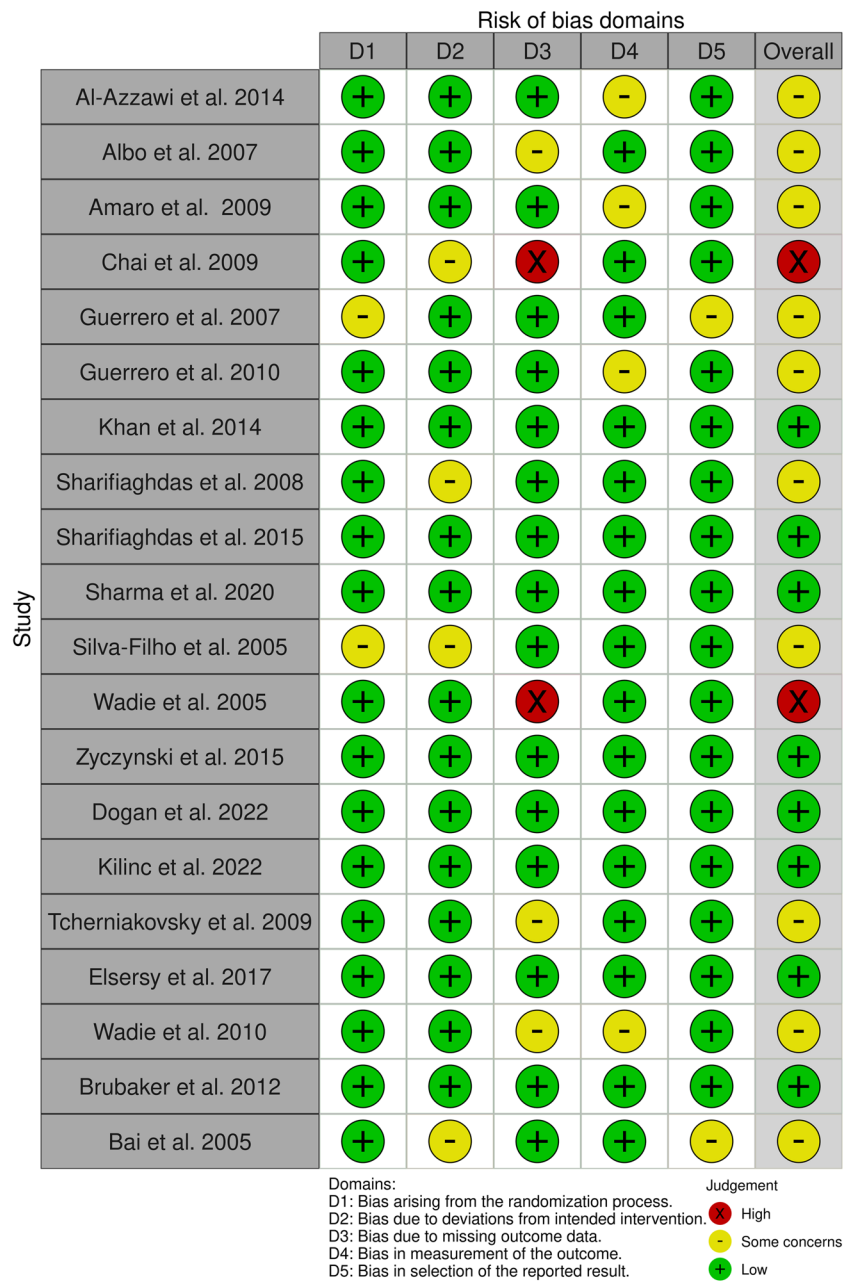 Risk of bias domains
D1 D2 D3 D4 D5 Overall
Al-Azzawi et al. 2014 + + + - + -
Albo et al. 2007 + + - + + -
Amaro et al.  2009 + + + - + -
Chai et al. 2009 + - X + + X
Guerrero et al. 2007 - + + + - -
Guerrero et al. 2010 + + + - + -
Khan et al. 2014 + + + + + +
Sharifiaghdas et al. 2008 + - + + + -
Sharifiaghdas et al. 2015 + + + + + +
Sharma et al. 2020 + + + + + +
Study
Silva-Filho et al. 2005 - - + + + -
Wadie et al. 2005 + + X + + X
Zyczynski et al. 2015 + + + + + +
Dogan et al. 2022 + + + + + +
Kilinc et al. 2022 + + + + + +
Tcherniakovsky et al. 2009 + + - + + -
Elsersy et al. 2017 + + + + + +
Wadie et al. 2010 + + - - + -
Brubaker et al. 2012 + + + + + +
Bai et al. 2005 + - + + - -
Domains:
D1: Bias arising from the randomization process.
D2: Bias due to deviations from intended intervention.
D3: Bias due to missing outcome data.
D4: Bias in measurement of the outcome.
D5: Bias in selection of the reported result.
Judgement
X High
- Some concerns
+ Low